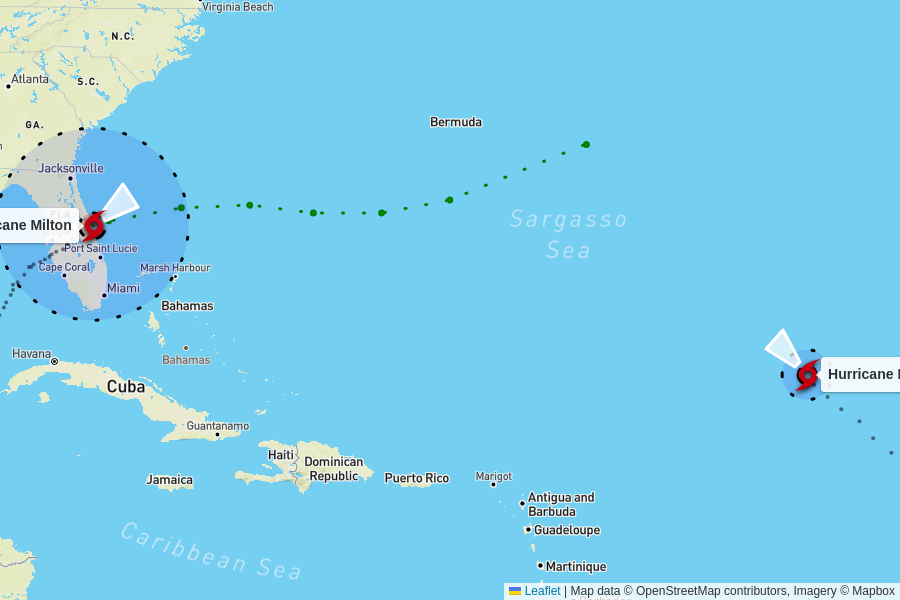 Virginia Beach
N.C.
Atlanta
S.C.
GA.
Bermuda
Jacksonville
Sargasso
Sea
cane Milton
Port Saint Lucie
Cape Coral
Marsh Harbour
Miami
Bahamas
Havana
Bahamas
Cuba
Hurricane
Guantanamo
Haiti
Dominican
Republic
Jamaica
Puerto Rico
Marigot
Antigua and
Barbuda
Guadeloupe
Caribbean Sea
Martinique
Leaflet | Map data © OpenStreetMap contributors, Imagery © Mapbox